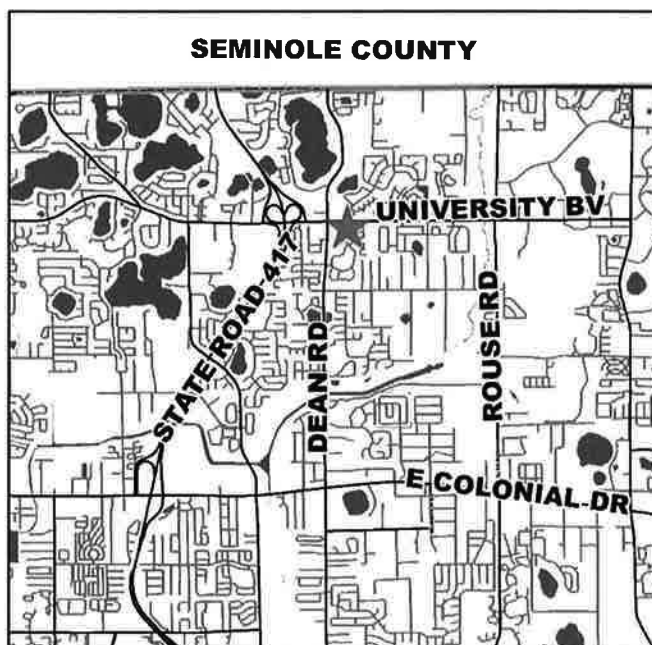 SEMINOLE COUNTY
UNIVERSITY BV
STATE ROAD 417
DEAN RD
ROUSE RD
E COLONIAL DR